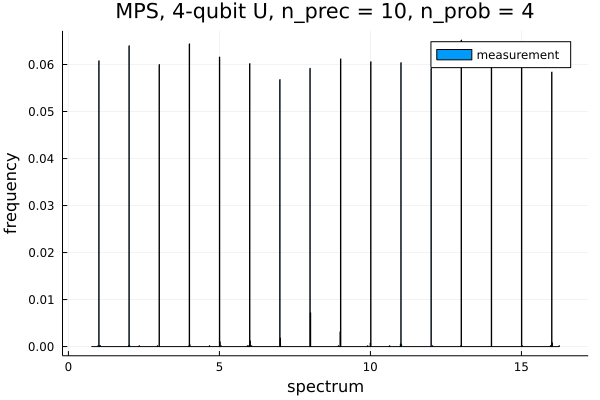 MPS, 4-qubit U, n_prec = 10, n_prob = 4
measurement
frequency
0.06
0.05
0.04
0.03
0.02
0.01
0.00
0
5
10
15
spectrum